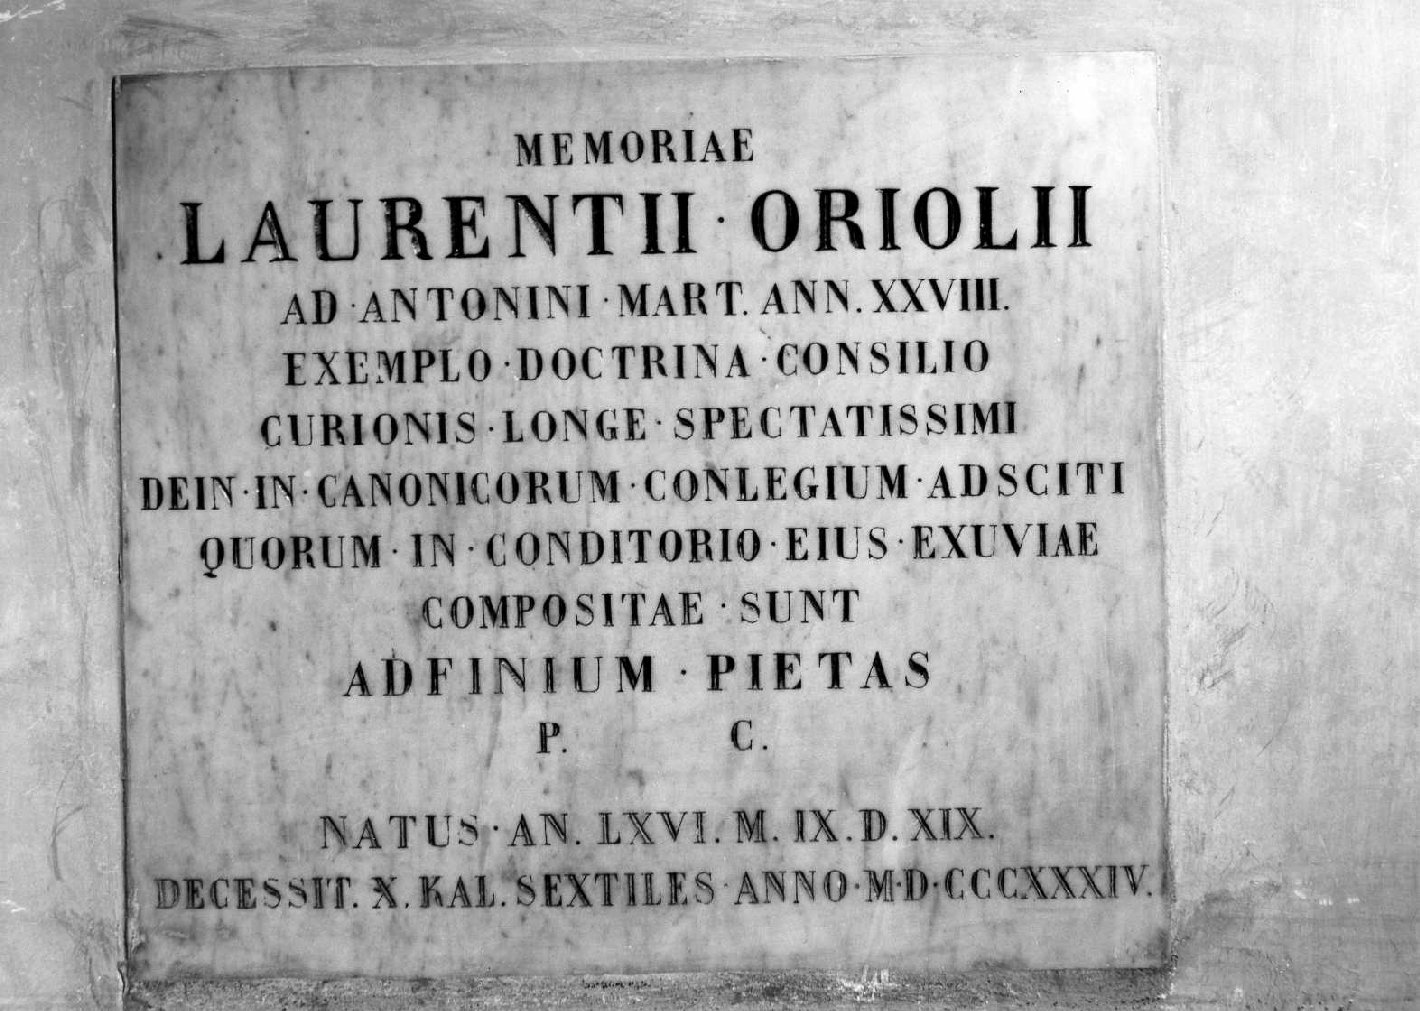 MEMORIAE
LAURENTII · ORIOLII
AD · ANTONINI · MART. ANN. XXVIII.
EXEMPLO · DOCTRINA · CONSILIO
CURIONIS · LONGE · SPECTATISSIMI
DEIN · IN · CANONICORUM · CONLEGIUM · ADSCITI
QUORUM · IN · CONDITORIO · EIUS · EXUVIAE
COMPOSITAE · SUNT
ADFINIUM · PIETAS
P. C.
NATUS · AN. LXVI. M. IX. D. XIX.
DECESSIT. X. KAL. SEXTILES · ANNO · M · D · CCCXXXIV.